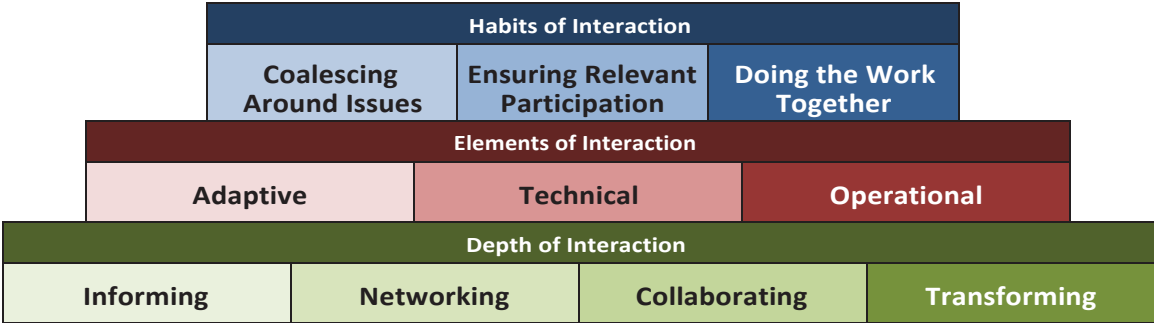 Habits of Interaction
Coalescing
Around Issues
Ensuring Relevant
Participation
Doing the Work
Together
Elements of Interaction
Adaptive
Technical
Operational
Depth of Interaction
Informing
Networking
Collaborating
Transforming